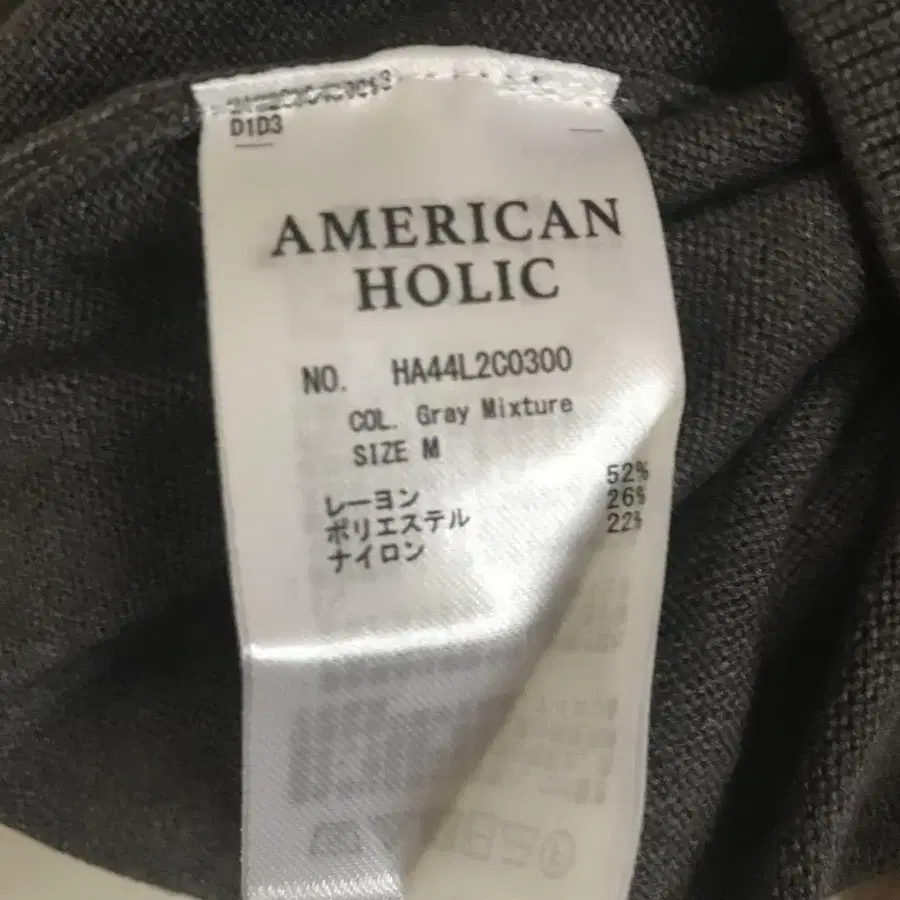 D1D3
AMERICAN
HOLIC
NO. HA44L2C0300
COL. Gray Mixture
SIZE M
レーヨン 52%
ポリエステル 26%
ナイロン 22%